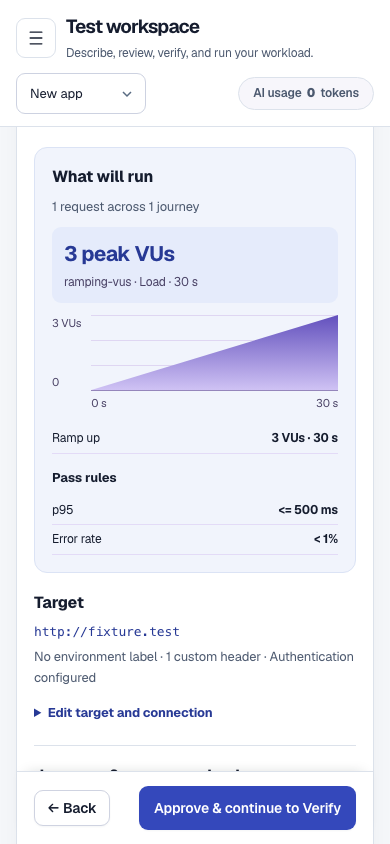 Test workspace
Describe, review, verify, and run your workload.
New app
AI usage 0 tokens
What will run
1 request across 1 journey
3 peak VUs
ramping-vus · Load · 30 s
3 VUs
0
0 s 30 s
Ramp up 3 VUs · 30 s
Pass rules
p95 <= 500 ms
Error rate < 1%
Target
http://fixture.test
No environment label · 1 custom header · Authentication
configured
Edit target and connection
← Back
Approve & continue to Verify